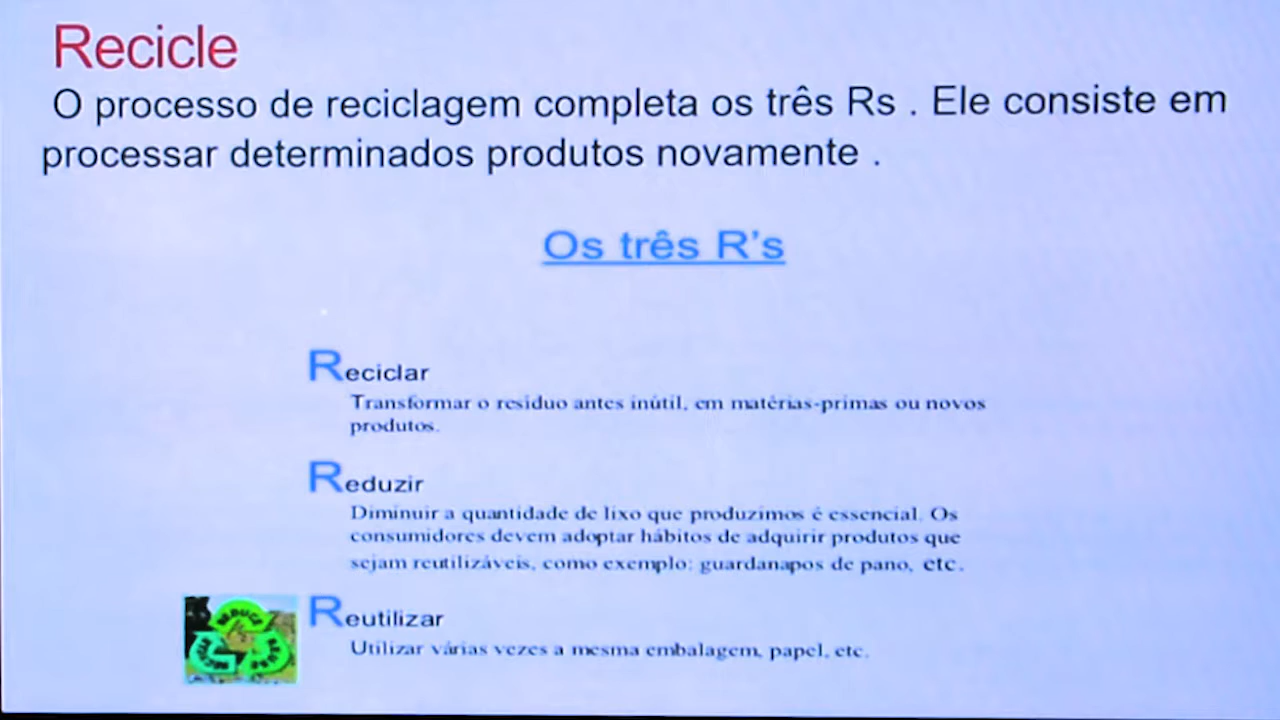 Recicle
O processo de reciclagem completa os três Rs . Ele consiste em
processar determinados produtos novamente .
Os três R's
Reciclar
Transformar o resíduo antes inútil, em matérias-primas ou novos
produtos.
Reduzir
Diminuir a quantidade de lixo que produzimos é essencial. Os
consumidores devem adoptar hábitos de adquirir produtos que
sejam reutilizáveis, como exemplo: guardanapos de pano, etc.
Reutilizar
Utilizar várias vezes a mesma embalagem, papel, etc.
REDUCE
REUSE
RECYCLE